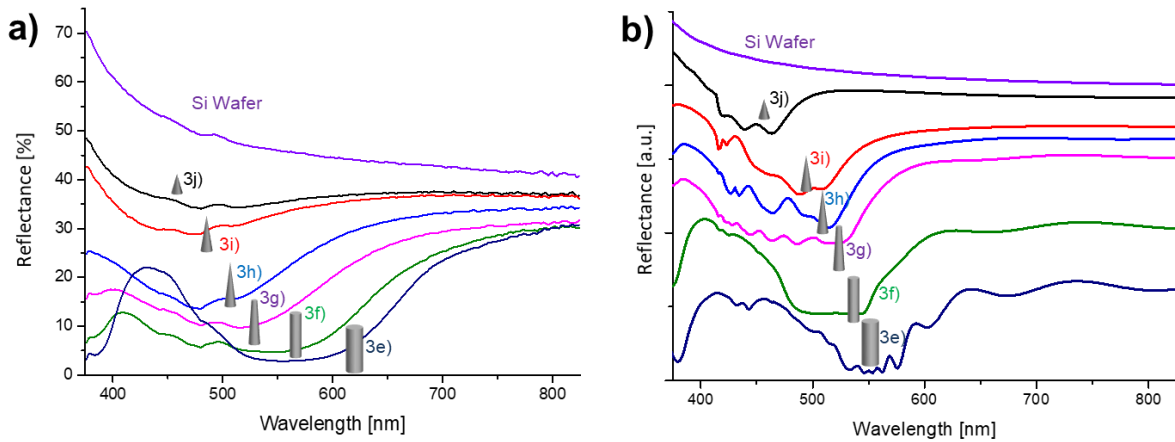 a)
70
60
50
40
30
20
10
0
Reflectance [%]
Si Wafer
3j)
3i)
3h)
3g)
3f)
3e)
400 500 600 700 800
Wavelength [nm]
b)
Reflectance [a.u.]
Si Wafer
3j)
3i)
3h)
3g)
3f)
3e)
400 500 600 700 800
Wavelength [nm]